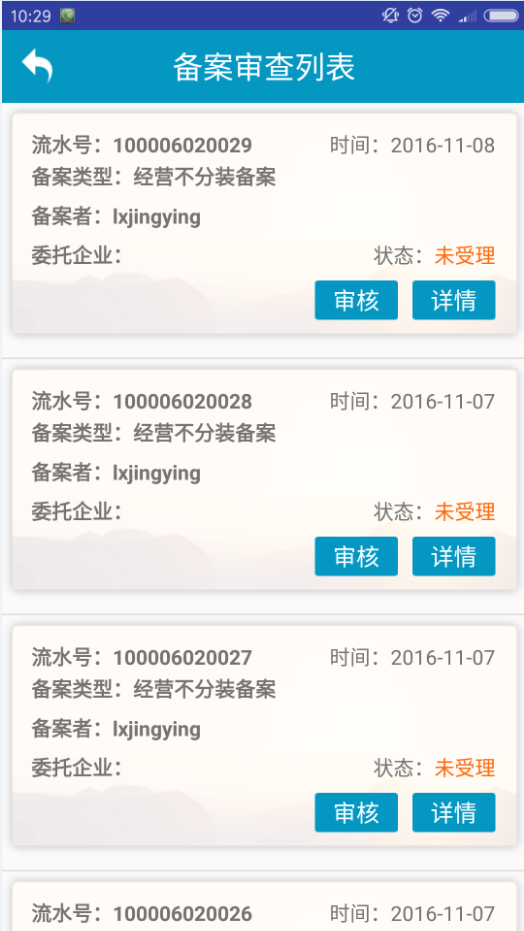 10:29
备案审查列表
流水号：100006020029 时间：2016-11-08
备案类型：经营不分装备案
备案者：lxjingying
委托企业： 状态：未受理
审核 详情
流水号：100006020028 时间：2016-11-07
备案类型：经营不分装备案
备案者：lxjingying
委托企业： 状态：未受理
审核 详情
流水号：100006020027 时间：2016-11-07
备案类型：经营不分装备案
备案者：lxjingying
委托企业： 状态：未受理
审核 详情
流水号：100006020026 时间：2016-11-07